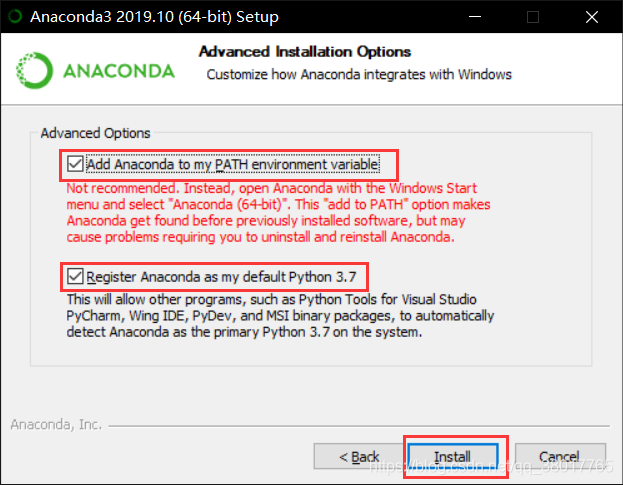 Anaconda3 2019.10 (64-bit) Setup
Advanced Installation Options
Customize how Anaconda integrates with Windows
ANACONDA
Advanced Options
Add Anaconda to my PATH environment variable
Not recommended. Instead, open Anaconda with the Windows Start
menu and select "Anaconda (64-bit)". This "add to PATH" option makes
Anaconda get found before previously installed software, but may
cause problems requiring you to uninstall and reinstall Anaconda.
Register Anaconda as my default Python 3.7
This will allow other programs, such as Python Tools for Visual Studio
PyCharm, Wing IDE, PyDev, and MSI binary packages, to automatically
detect Anaconda as the primary Python 3.7 on the system.
Anaconda, Inc.
< Back
Install
Cancel